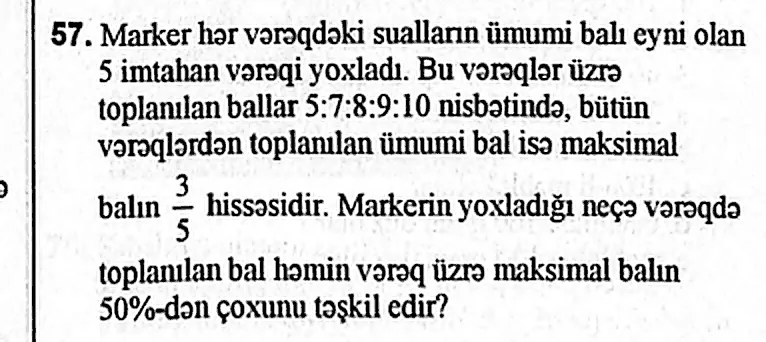 57. Marker hər vərəqdəki sualların ümumi balı eyni olan
5 imtahan vərəqi yoxladı. Bu vərəqlər üzrə
toplanılan ballar 5:7:8:9:10 nisbətində, bütün
vərəqlərdən toplanılan ümumi bal isə maksimal
balın 3/5 hissəsidir. Markerin yoxladığı neçə vərəqdə
toplanılan bal həmin vərəq üzrə maksimal balın
50%-dən çoxunu təşkil edir?